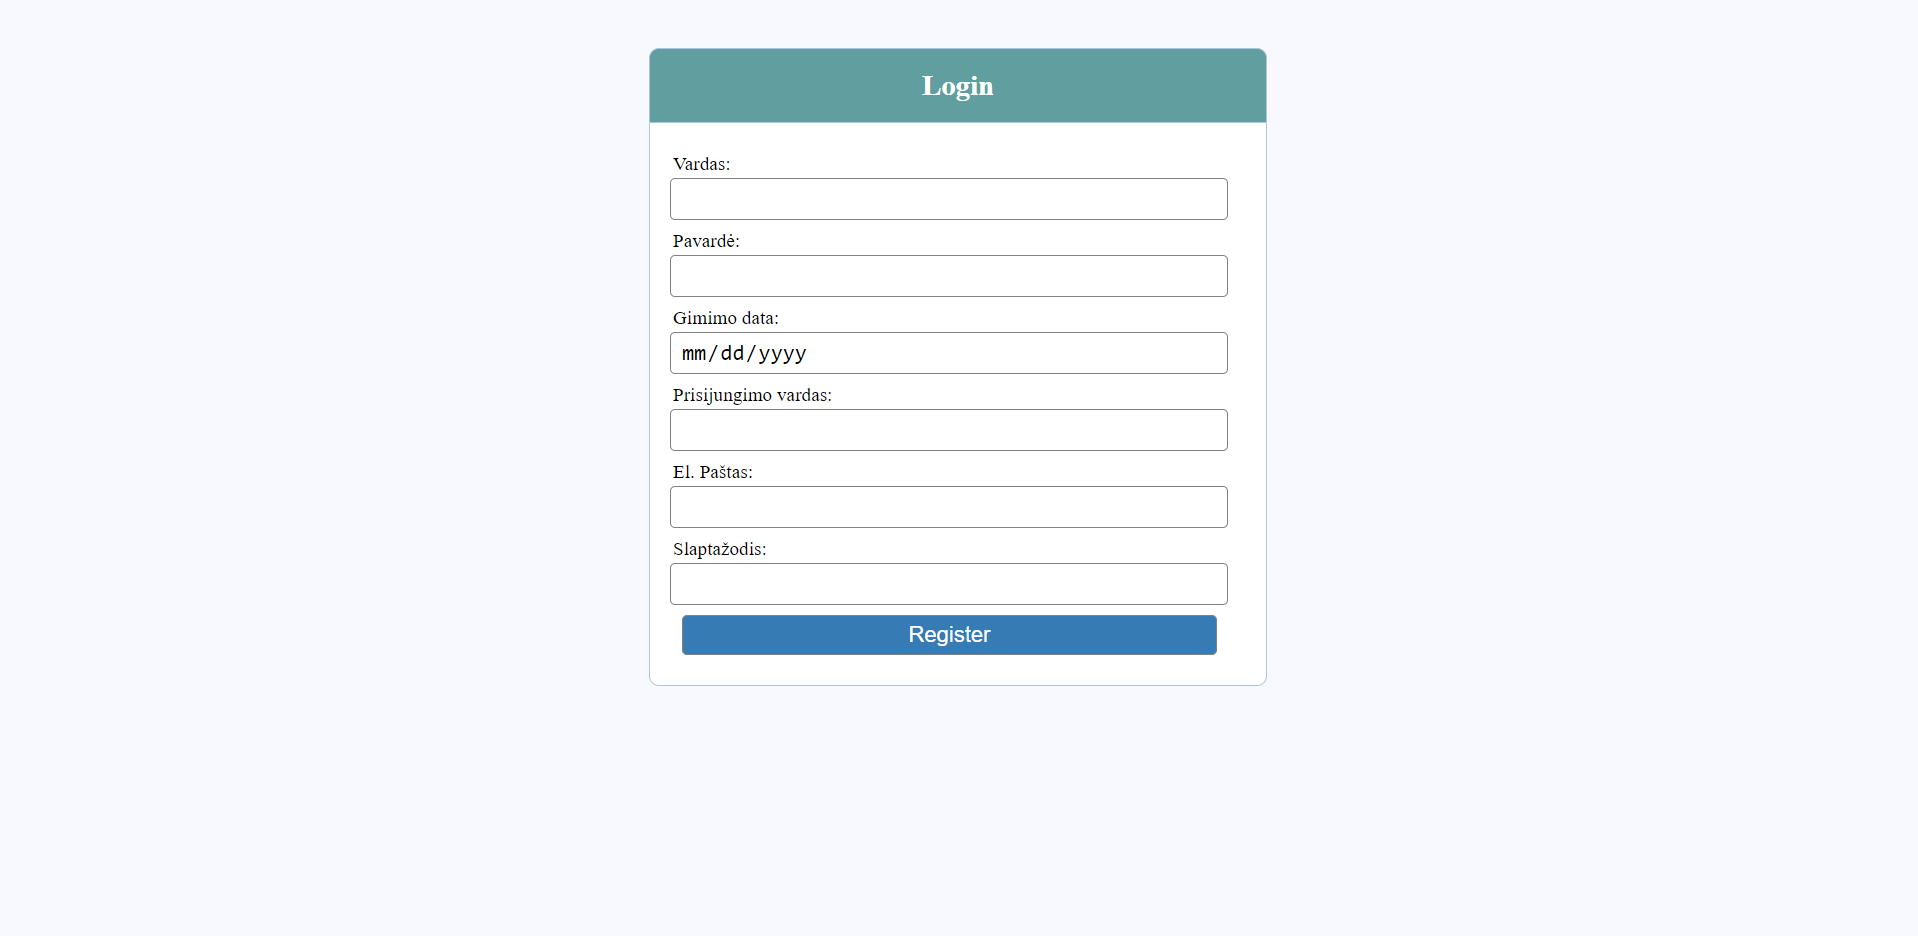 Login
Vardas:
Pavardė:
Gimimo data:
mm/dd/yyyy
Prisijungimo vardas:
El. Paštas:
Slaptažodis:
Register